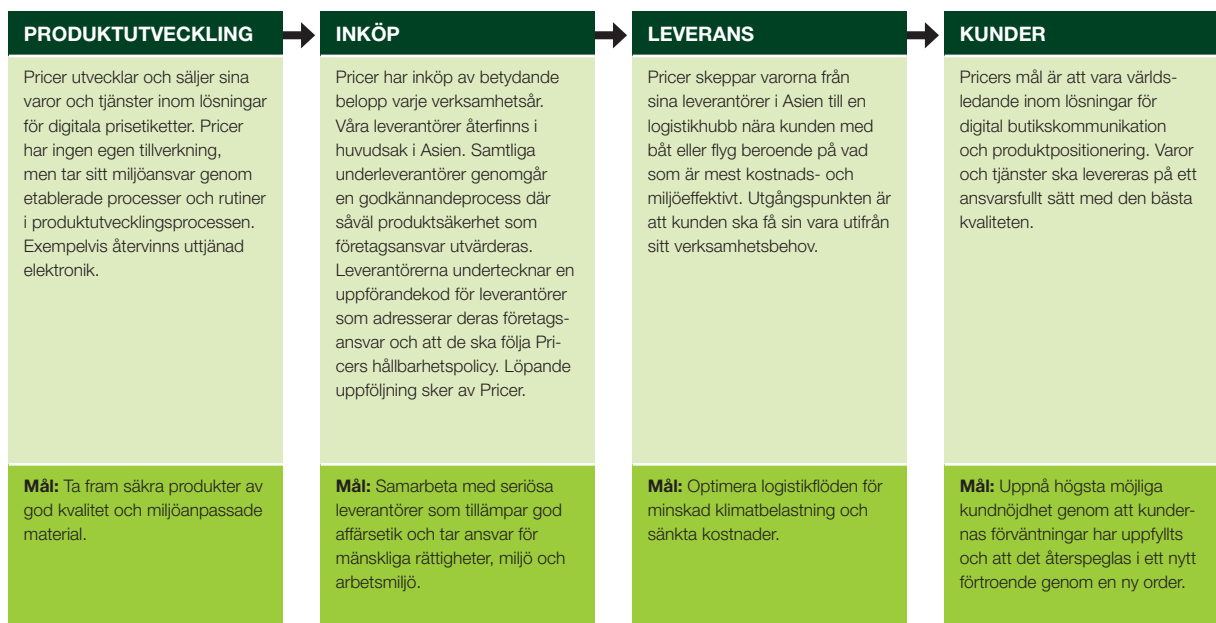 PRODUKTUTVECKLING
Pricer utvecklar och säljer sina
varor och tjänster inom lösningar
för digitala prisetiketter. Pricer
har ingen egen tillverkning,
men tar sitt miljöansvar genom
etablerade processer och rutiner
i produktutvecklingsprocessen.
Exempelvis återvinns uttjänad
elektronik.
Mål: Ta fram säkra produkter av
god kvalitet och miljöanpassade
material.
INKÖP
Pricer har inköp av betydande
belopp varje verksamhetsår.
Våra leverantörer återfinns i
huvudsak i Asien. Samtliga
underleverantörer genomgår
en godkännandeprocess där
såväl produktsäkerhet som
företagsansvar utvärderas.
Leverantörerna undertecknar en
uppförandekod för leverantörer
som adresserar deras företags-
ansvar och att de ska följa Pri-
cers hållbarhetspolicy. Löpande
uppföljning sker av Pricer.
Mål: Samarbeta med seriösa
leverantörer som tillämpar god
affärsetik och tar ansvar för
mänskliga rättigheter, miljö och
arbetsmiljö.
LEVERANS
Pricer skeppar varorna från
sina leverantörer i Asien till en
logistikhubb nära kunden med
båt eller flyg beroende på vad
som är mest kostnads- och
miljöeffektivt. Utgångspunkten är
att kunden ska få sin vara utifrån
sitt verksamhetsbehov.
Mål: Optimera logistikflöden för
minskad klimatbelastning och
sänkta kostnader.
KUNDER
Pricers mål är att vara världs-
ledande inom lösningar för
digital butikskommunikation
och produktpositionering. Varor
och tjänster ska levereras på ett
ansvarsfullt sätt med den bästa
kvaliteten.
Mål: Uppnå högsta möjliga
kundnöjdhet genom att kunder-
nas förväntningar har uppfyllts
och att det återspeglas i ett nytt
förtroende genom en ny order.